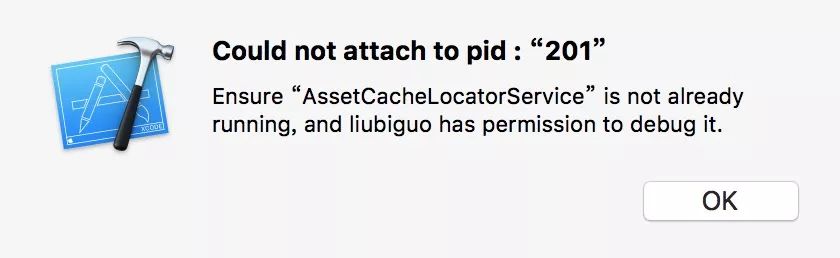 Could not attach to pid : “201”
Ensure “AssetCacheLocatorService” is not already
running, and liubiguo has permission to debug it.
XCODE
OK